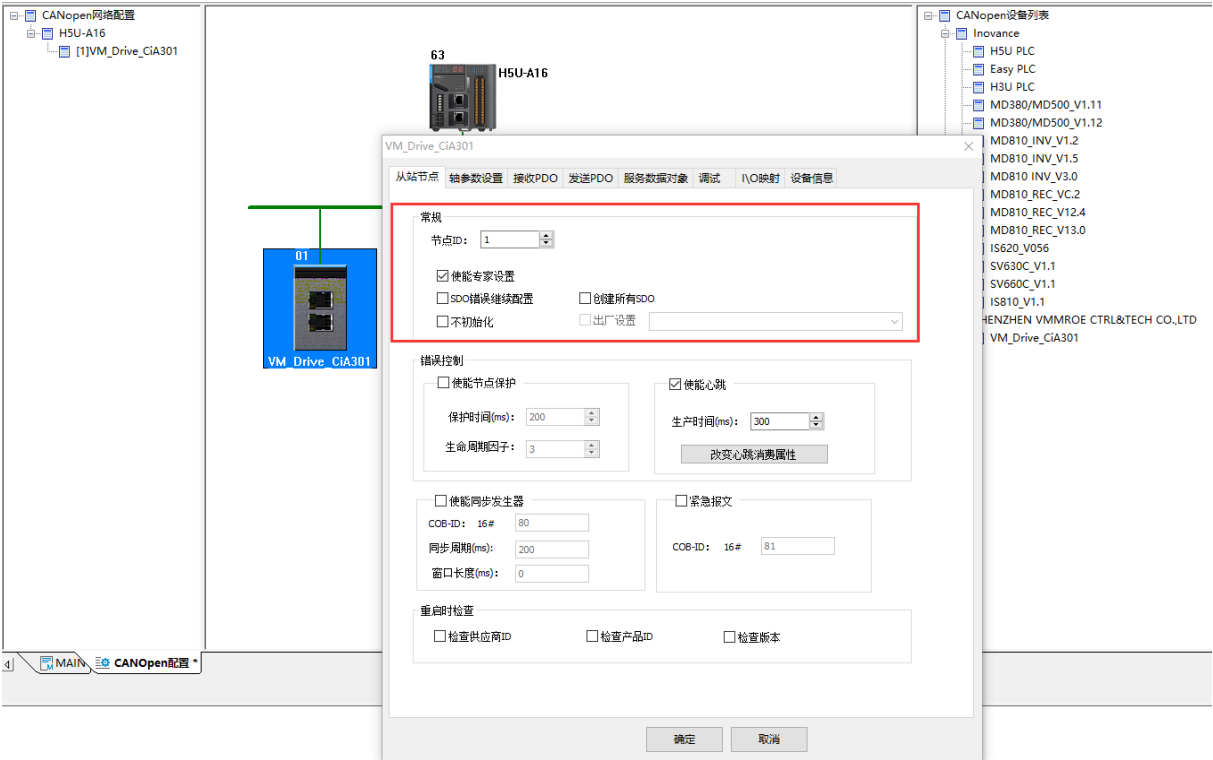 CANopen网络配置
H5U-A16
[1]VM_Drive_CiA301
63
H5U-A16
01
VM_Drive_CiA301
CANopen设备列表
Inovance
H5U PLC
Easy PLC
H3U PLC
MD380/MD500_V1.11
MD380/MD500_V1.12
MD810_INV_V1.2
MD810_INV_V1.5
MD810 INV_V3.0
MD810_REC_VC.2
MD810_REC_V12.4
MD810_REC_V13.0
IS620_V056
SV630C_V1.1
SV660C_V1.1
IS810_V1.1
HENZHEN VMMROE CTRL&TECH CO.,LTD
VM_Drive_CiA301
VM_Drive_CiA301
从站节点 轴参数设置 接收PDO 发送PDO 服务数据对象 调试 I\O映射 设备信息
常规
节点ID: 1
使能专家设置
SDO错误继续配置 创建所有SDO
不初始化 出厂设置
错误控制
使能节点保护
保护时间(ms): 200
生命周期因子: 3
使能心跳
生产时间(ms): 300
改变心跳消费属性
使能同步发生器
COB-ID: 16# 80
同步周期(ms): 200
窗口长度(ms): 0
紧急报文
COB-ID: 16# 81
重启时检查
检查供应商ID 检查产品ID 检查版本
确定 取消
MAIN CANOpen配置 *